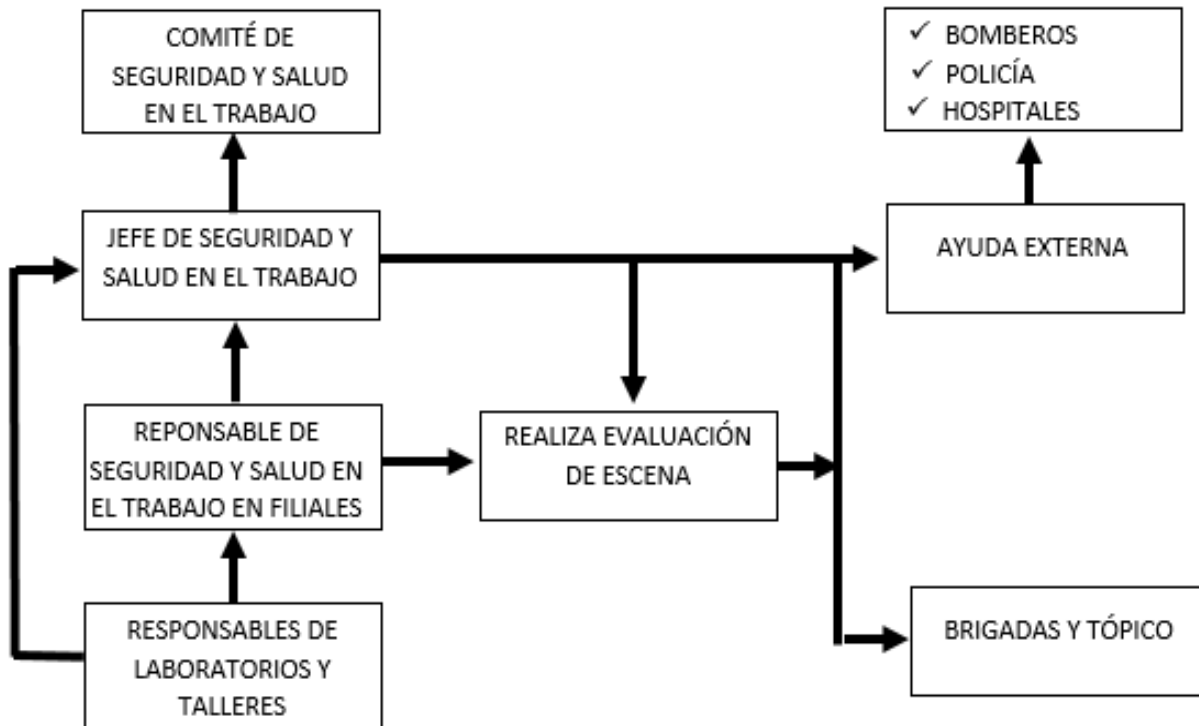 COMITÉ DE
SEGURIDAD Y SALUD
EN EL TRABAJO
✓ BOMBEROS
✓ POLICÍA
✓ HOSPITALES
JEFE DE SEGURIDAD Y
SALUD EN EL TRABAJO
AYUDA EXTERNA
REPONSABLE DE
SEGURIDAD Y SALUD EN
EL TRABAJO EN FILIALES
REALIZA EVALUACIÓN
DE ESCENA
RESPONSABLES DE
LABORATORIOS Y
TALLERES
BRIGADAS Y TÓPICO